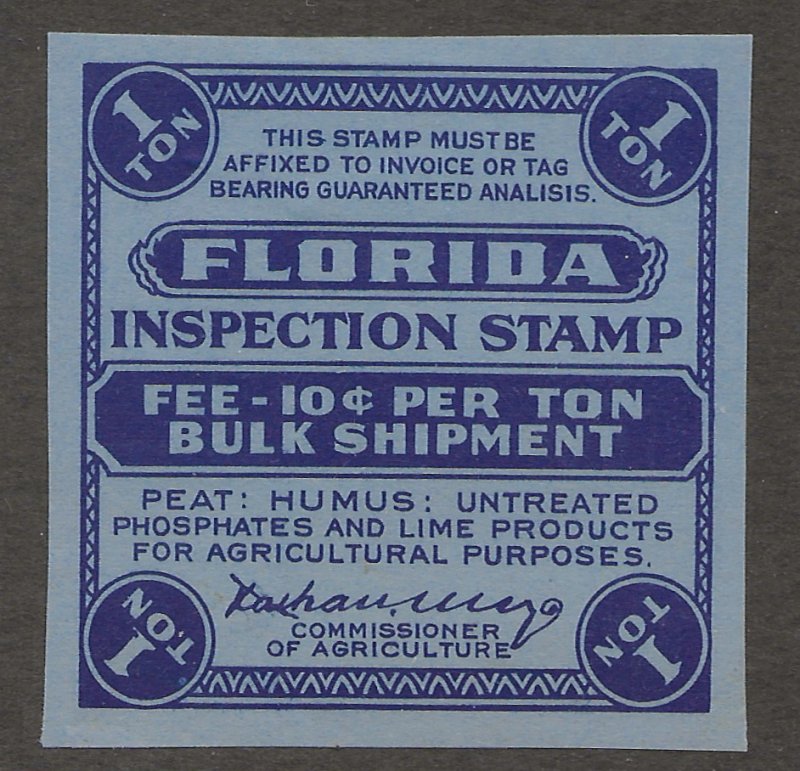 1 TON
1 TON
THIS STAMP MUST BE
AFFIXED TO INVOICE OR TAG
BEARING GUARANTEED ANALISIS.
FLORIDA
INSPECTION STAMP
FEE - 10¢ PER TON
BULK SHIPMENT
PEAT: HUMUS: UNTREATED
PHOSPHATES AND LIME PRODUCTS
FOR AGRICULTURAL PURPOSES.
Nathan Mayo
COMMISSIONER
OF AGRICULTURE
1 TON
1 TON